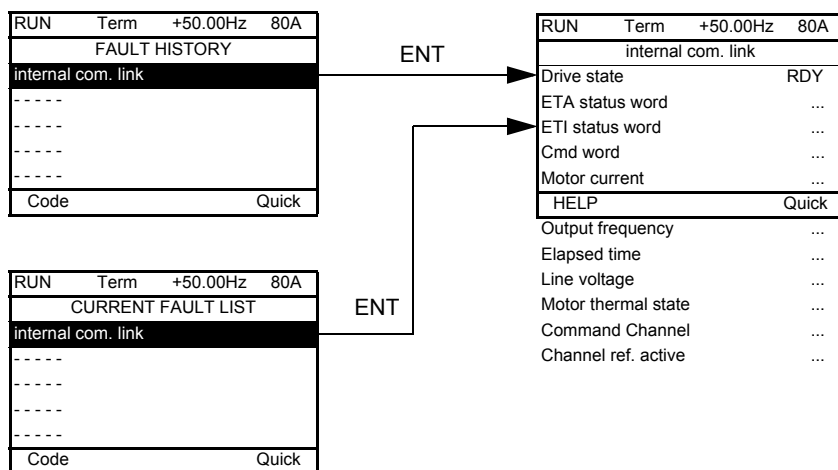 RUN Term +50.00Hz 80A
FAULT HISTORY
internal com. link
- - - - -
- - - - -
- - - - -
- - - - -
Code Quick
ENT
RUN Term +50.00Hz 80A
CURRENT FAULT LIST
internal com. link
- - - - -
- - - - -
- - - - -
- - - - -
Code Quick
ENT
RUN Term +50.00Hz 80A
internal com. link
Drive state RDY
ETA status word ...
ETI status word ...
Cmd word ...
Motor current ...
HELP Quick
Output frequency ...
Elapsed time ...
Line voltage ...
Motor thermal state ...
Command Channel ...
Channel ref. active ...